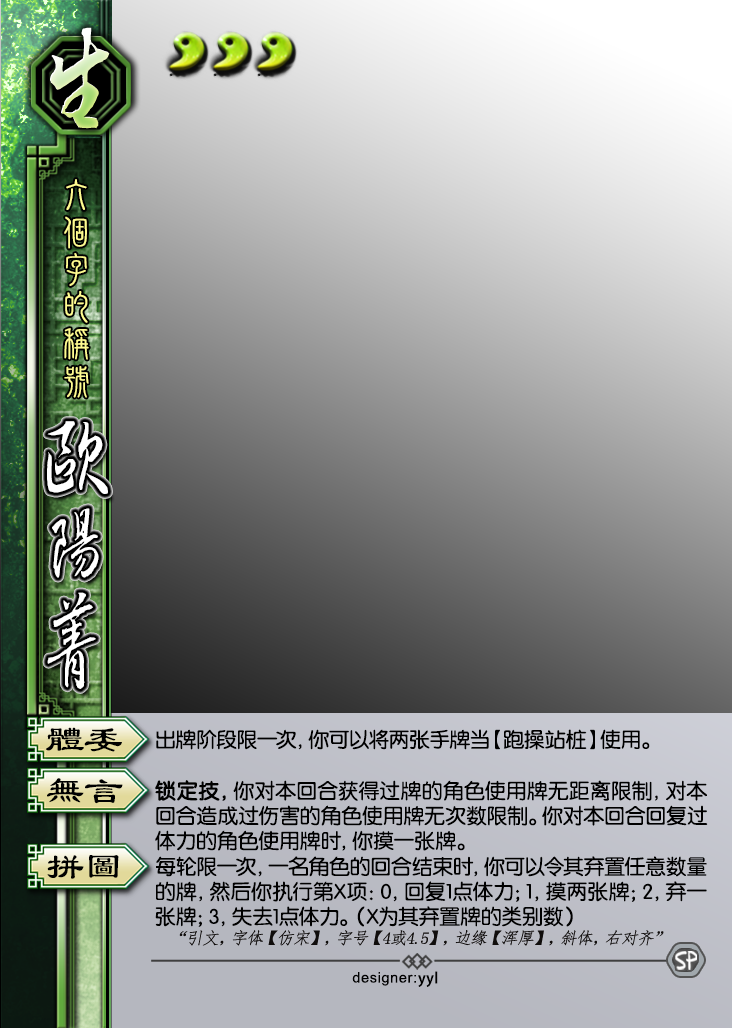 生
六個字的稱號
歐陽菁
體委
出牌阶段限一次，你可以将两张手牌当【跑操站桩】使用。
無言
锁定技，你对本回合获得过牌的角色使用牌无距离限制，对本
回合造成过伤害的角色使用牌无次数限制。你对本回合回复过
体力的角色使用牌时，你摸一张牌。
拼圖
每轮限一次，一名角色的回合结束时，你可以令其弃置任意数量
的牌，然后你执行第X项：0，回复1点体力；1，摸两张牌；2，弃一
张牌；3，失去1点体力。（X为其弃置牌的类别数）
“引文，字体【仿宋】，字号【4或4.5】，边缘【浑厚】，斜体，右对齐”
SP
designer:yyl